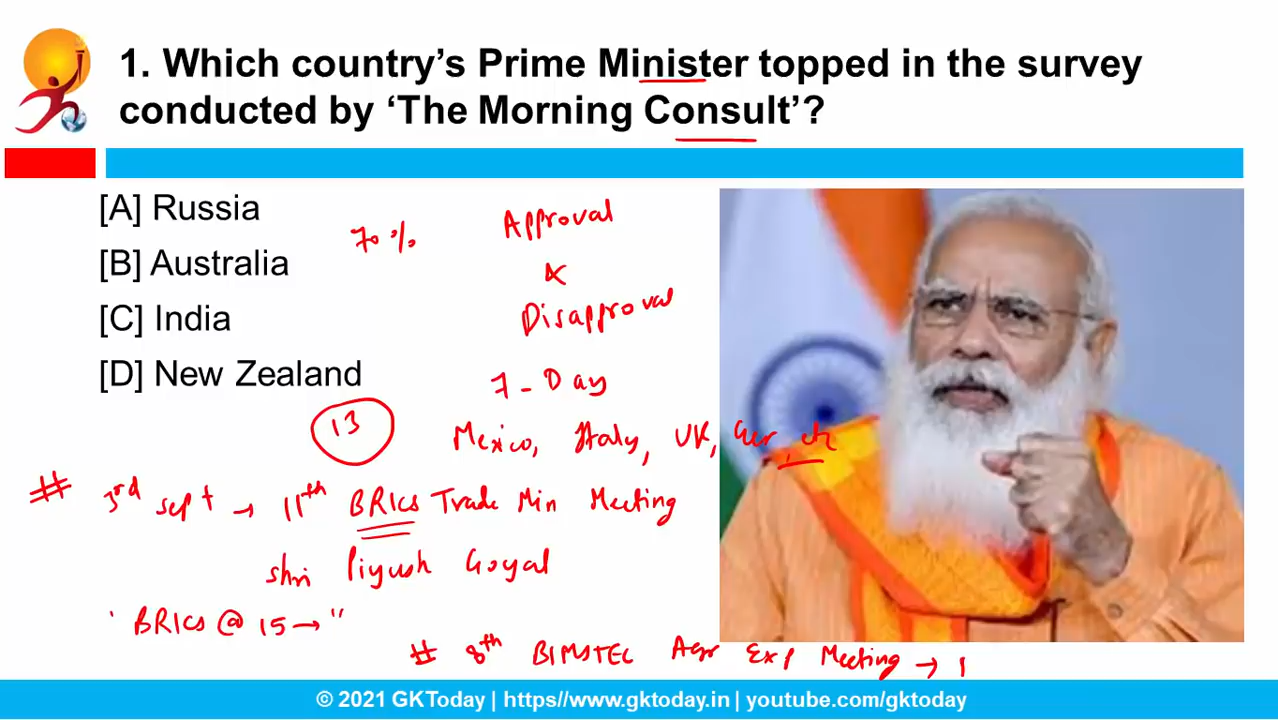 1. Which country’s Prime Minister topped in the survey
conducted by ‘The Morning Consult’?
[A] Russia
[B] Australia
[C] India
[D] New Zealand
70 %
Approval
&
Disapproval
7 - Day
13
Mexico, Italy, UK, Ger, etc
# 3rd sept → 11th BRICS Trade Min Meeting
shri Piyush Goyal
' BRICS @ 15 → "
# 8th BIMSTEC Agr Exp Meeting →
© 2021 GKToday | https//www.gktoday.in | youtube.com/gktoday